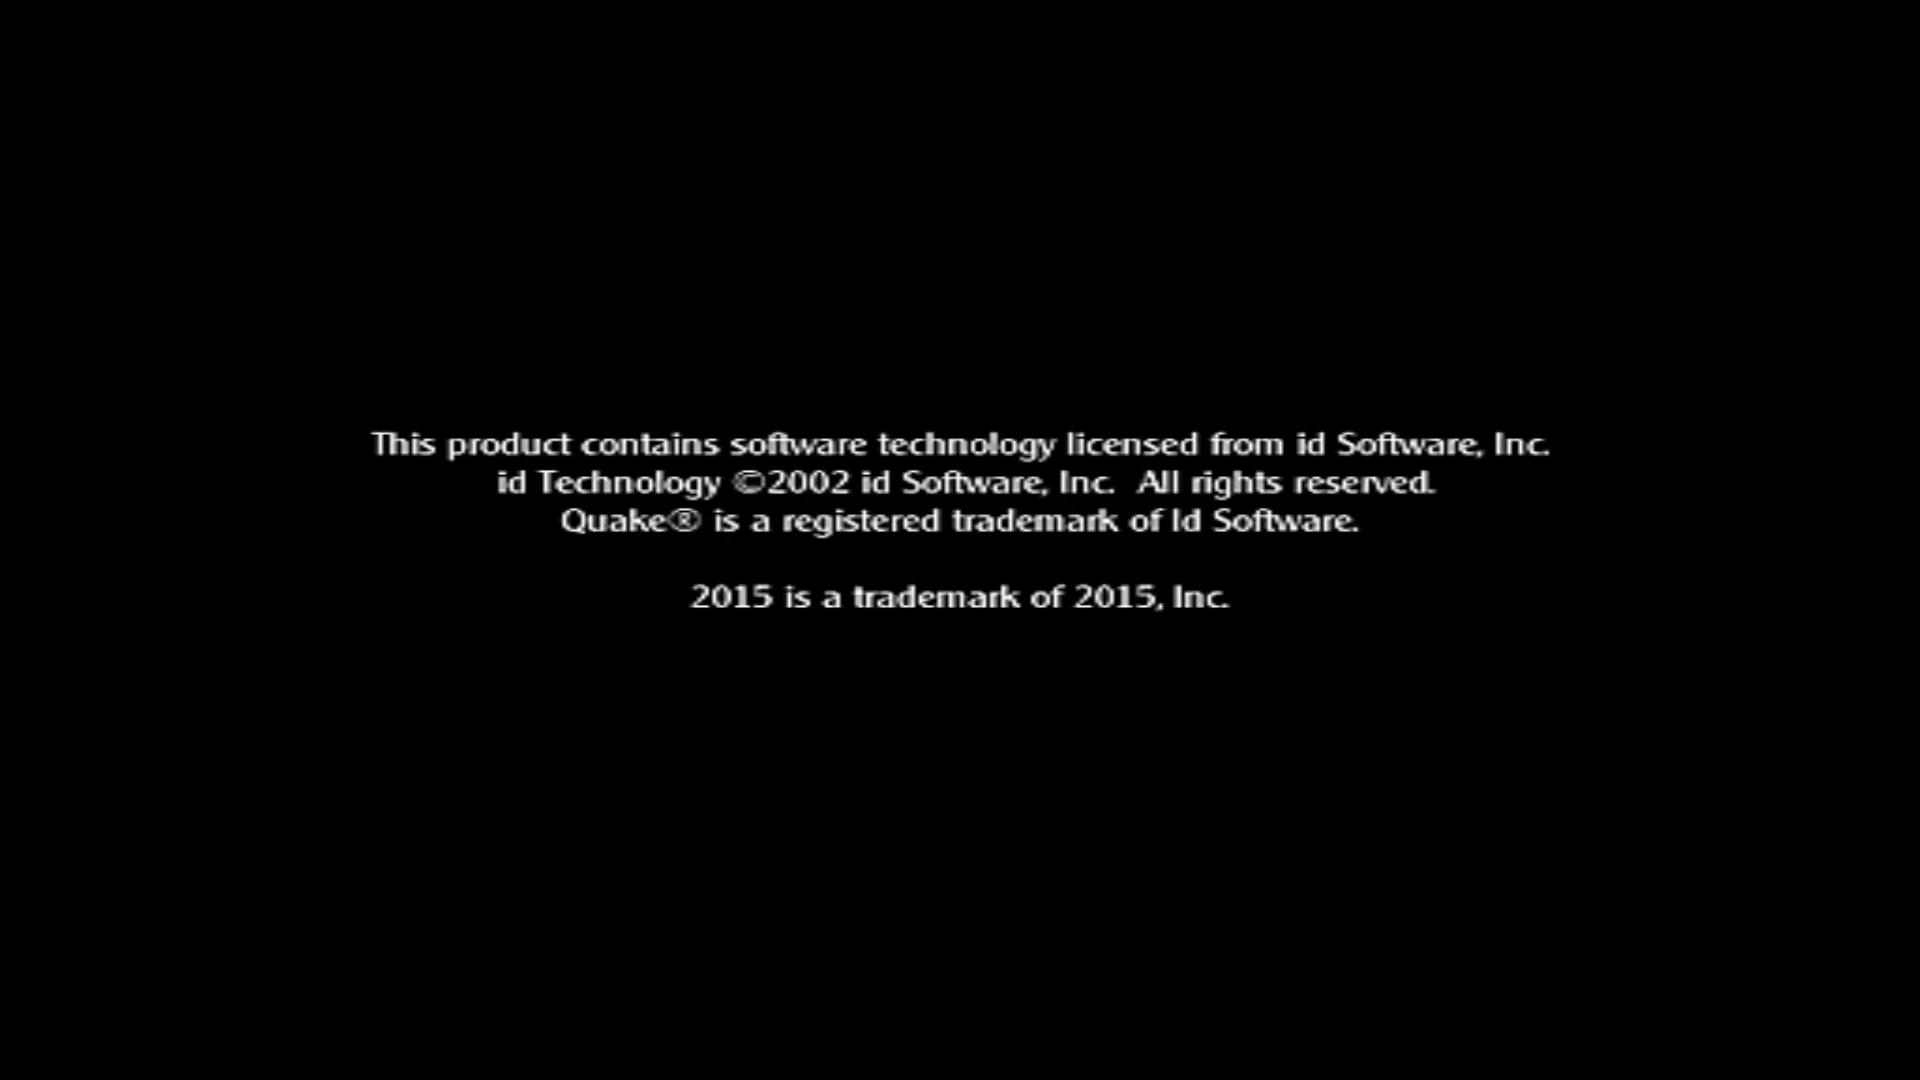 This product contains software technology licensed from id Software, Inc.
id Technology ©2002 id Software, Inc.  All rights reserved.
Quake® is a registered trademark of Id Software.
2015 is a trademark of 2015, Inc.